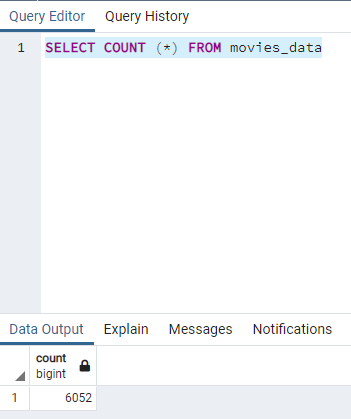 Query Editor Query History
1 SELECT COUNT (*) FROM movies_data
Data Output Explain Messages Notifications
count
bigint
1 6052